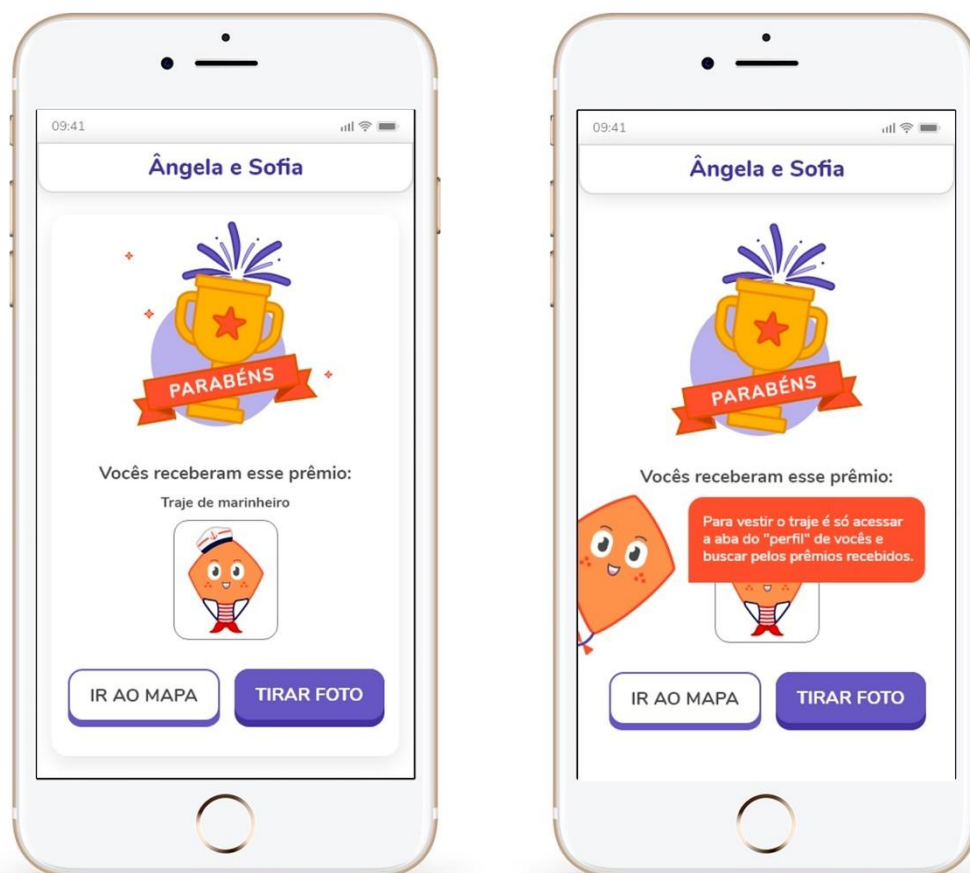 09:41
Ângela e Sofia
PARABÉNS
Vocês receberam esse prêmio:
Traje de marinheiro
IR AO MAPA
TIRAR FOTO
09:41
Ângela e Sofia
PARABÉNS
Vocês receberam esse prêmio:
Para vestir o traje é só acessar
a aba do "perfil" de vocês e
buscar pelos prêmios recebidos.
IR AO MAPA
TIRAR FOTO